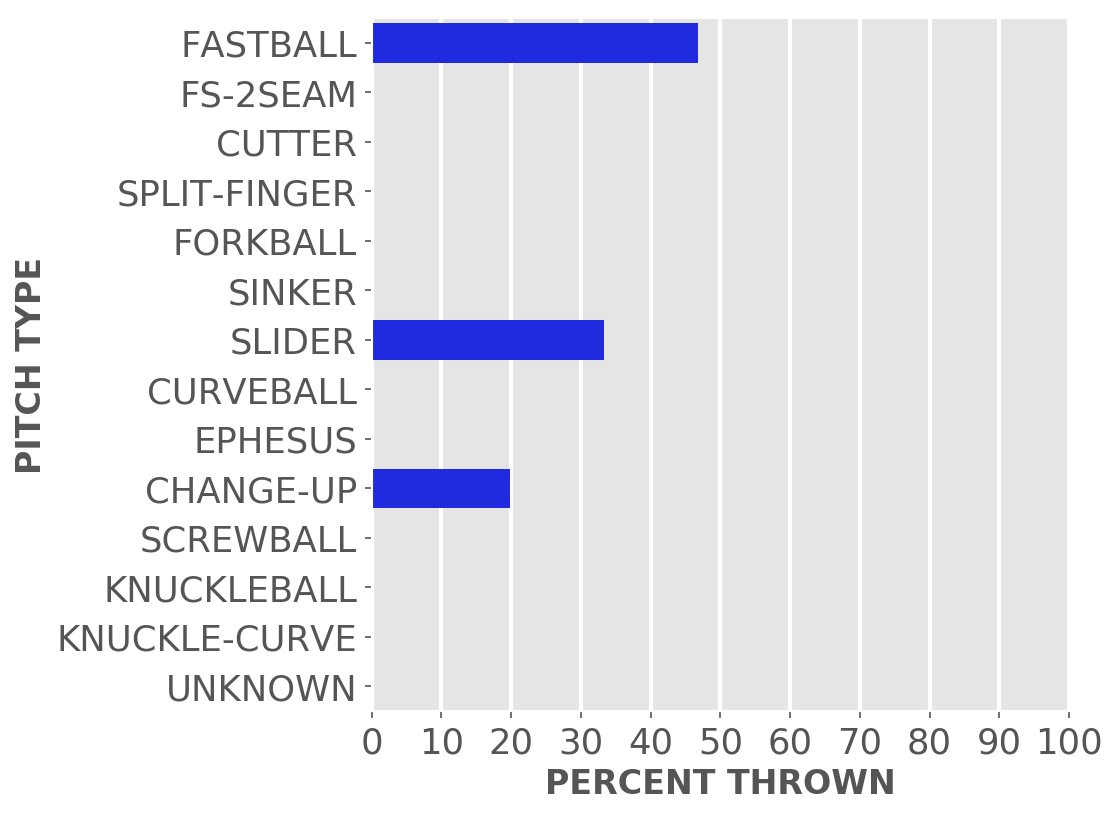 FASTBALL
FS-2SEAM
CUTTER
SPLIT-FINGER
FORKBALL
SINKER
SLIDER
CURVEBALL
EPHESUS
CHANGE-UP
SCREWBALL
KNUCKLEBALL
KNUCKLE-CURVE
UNKNOWN
PITCH TYPE
0 10 20 30 40 50 60 70 80 90 100
PERCENT THROWN